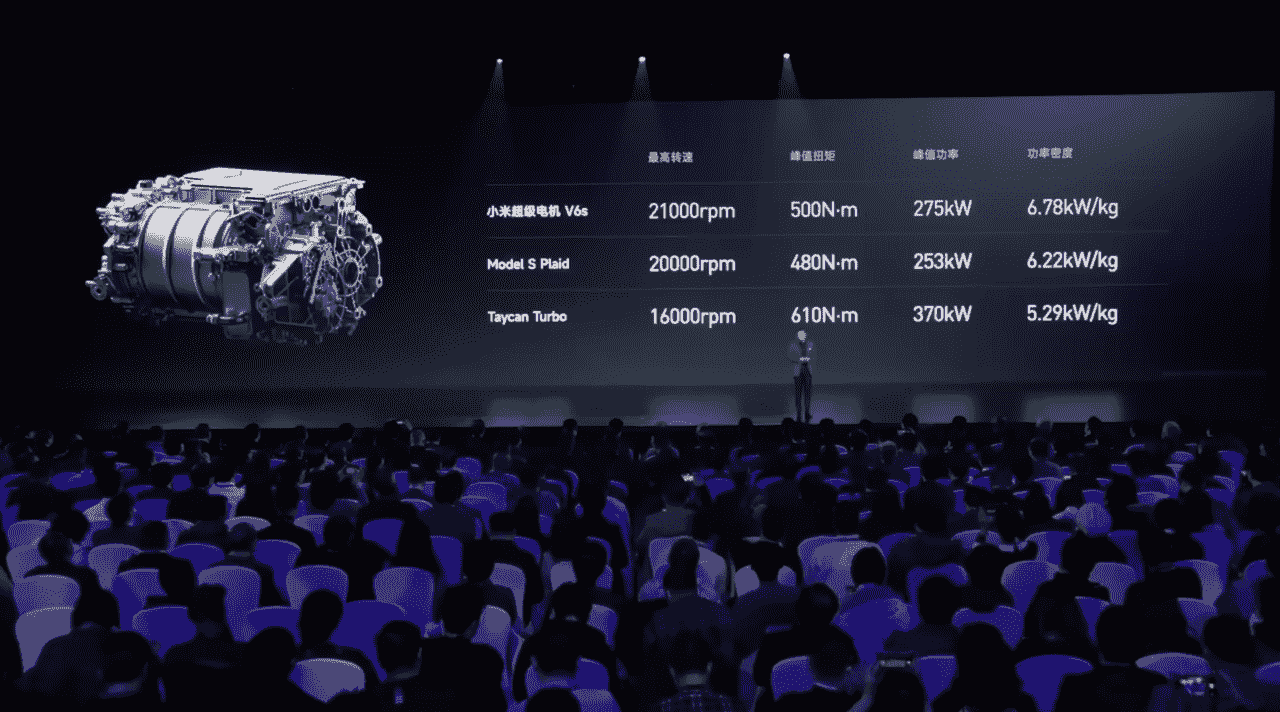 最高转速 峰值扭矩 峰值功率 功率密度
小米超级电机 V6s 21000rpm 500N·m 275kW 6.78kW/kg
Model S Plaid 20000rpm 480N·m 253kW 6.22kW/kg
Taycan Turbo 16000rpm 610N·m 370kW 5.29kW/kg